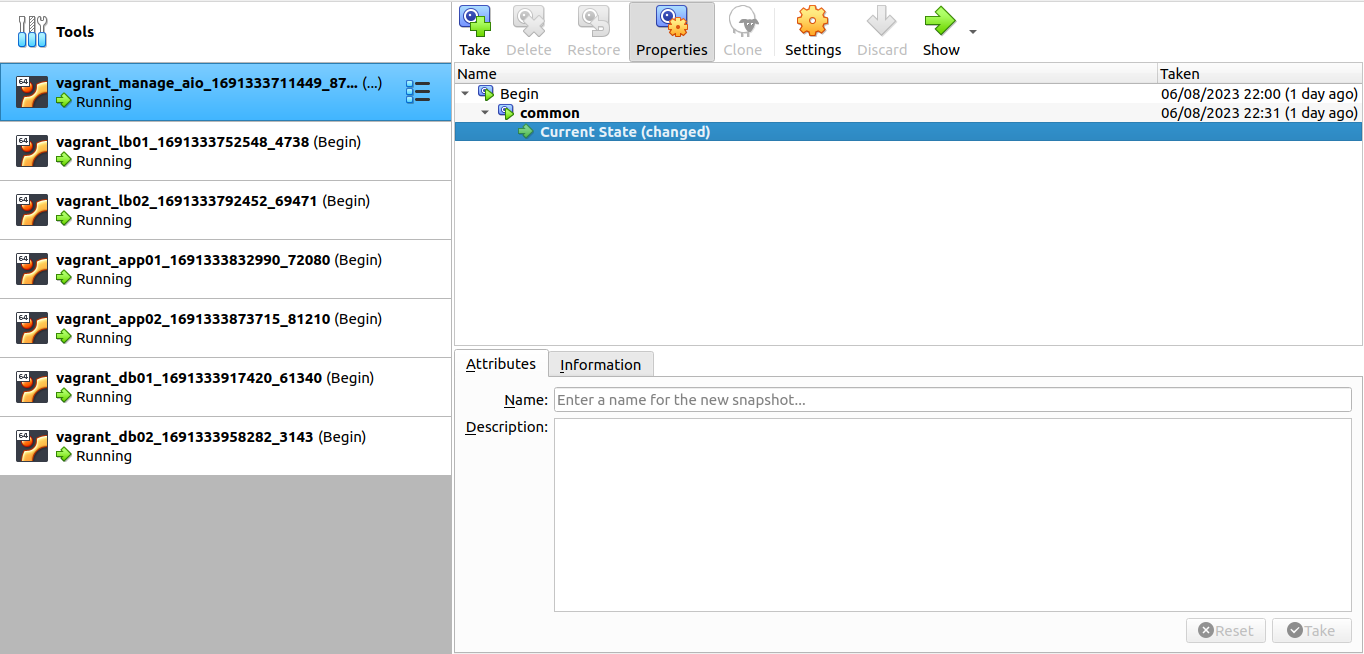 Tools
vagrant_manage_aio_1691333711449_87... (...)
Running
vagrant_lb01_1691333752548_4738 (Begin)
Running
vagrant_lb02_1691333792452_69471 (Begin)
Running
vagrant_app01_1691333832990_72080 (Begin)
Running
vagrant_app02_1691333873715_81210 (Begin)
Running
vagrant_db01_1691333917420_61340 (Begin)
Running
vagrant_db02_1691333958282_3143 (Begin)
Running
64
64
64
64
64
64
64
Take Delete Restore Properties Clone Settings Discard Show
Name Taken
Begin 06/08/2023 22:00 (1 day ago)
common 06/08/2023 22:31 (1 day ago)
Current State (changed)
Attributes Information
Name: Enter a name for the new snapshot...
Description:
Reset Take